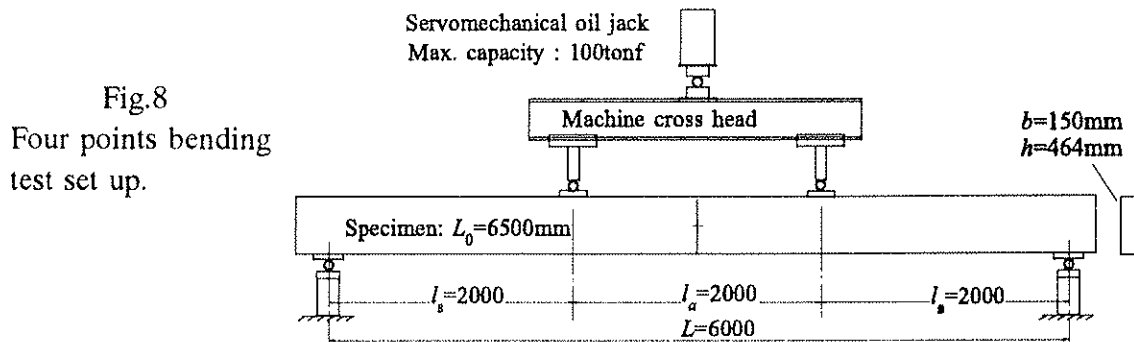 Servomechanical oil jack
Max. capacity : 100tonf
Fig.8
Four points bending
test set up.
Machine cross head
b=150mm
h=464mm
Specimen: L₀=6500mm
lₛ=2000
lₐ=2000
lₛ=2000
L=6000